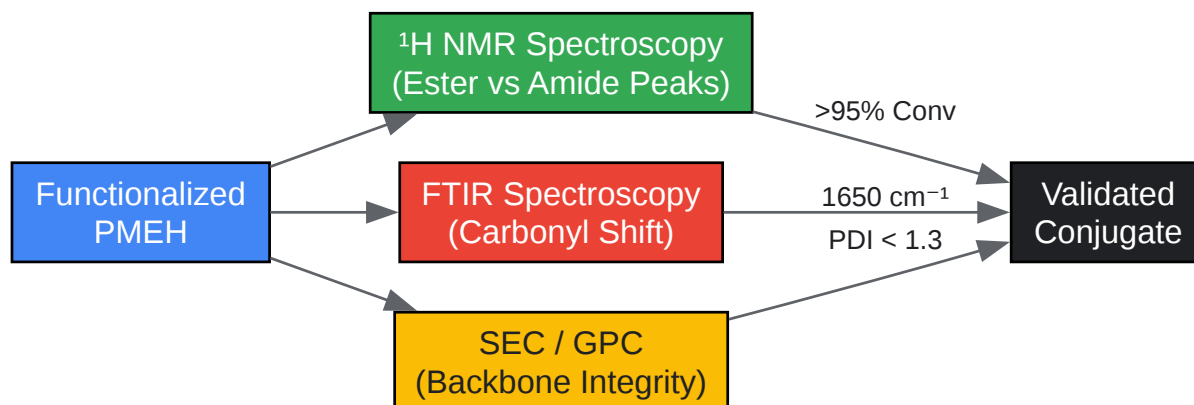 ¹H NMR Spectroscopy
(Ester vs Amide Peaks)
>95% Conv
Functionalized
PMEH
FTIR Spectroscopy
(Carbonyl Shift)
1650 cm⁻¹
PDI < 1.3
Validated
Conjugate
SEC / GPC
(Backbone Integrity)